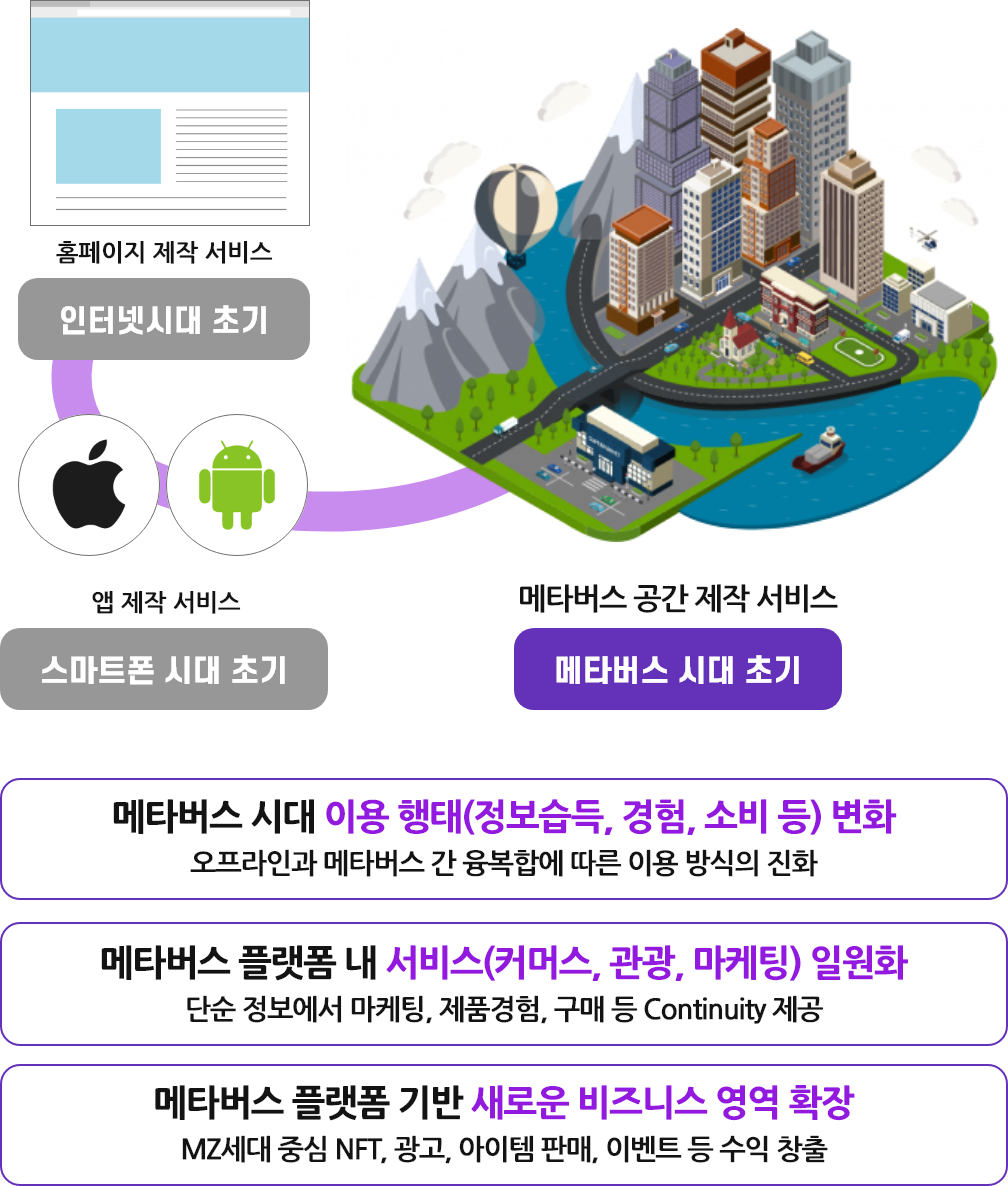 홈페이지 제작 서비스
인터넷시대 초기
앱 제작 서비스
스마트폰 시대 초기
메타버스 공간 제작 서비스
메타버스 시대 초기
메타버스 시대 이용 행태(정보습득, 경험, 소비 등) 변화
오프라인과 메타버스 간 융복합에 따른 이용 방식의 진화
메타버스 플랫폼 내 서비스(커머스, 관광, 마케팅) 일원화
단순 정보에서 마케팅, 제품경험, 구매 등 Continuity 제공
메타버스 플랫폼 기반 새로운 비즈니스 영역 확장
MZ세대 중심 NFT, 광고, 아이템 판매, 이벤트 등 수익 창출